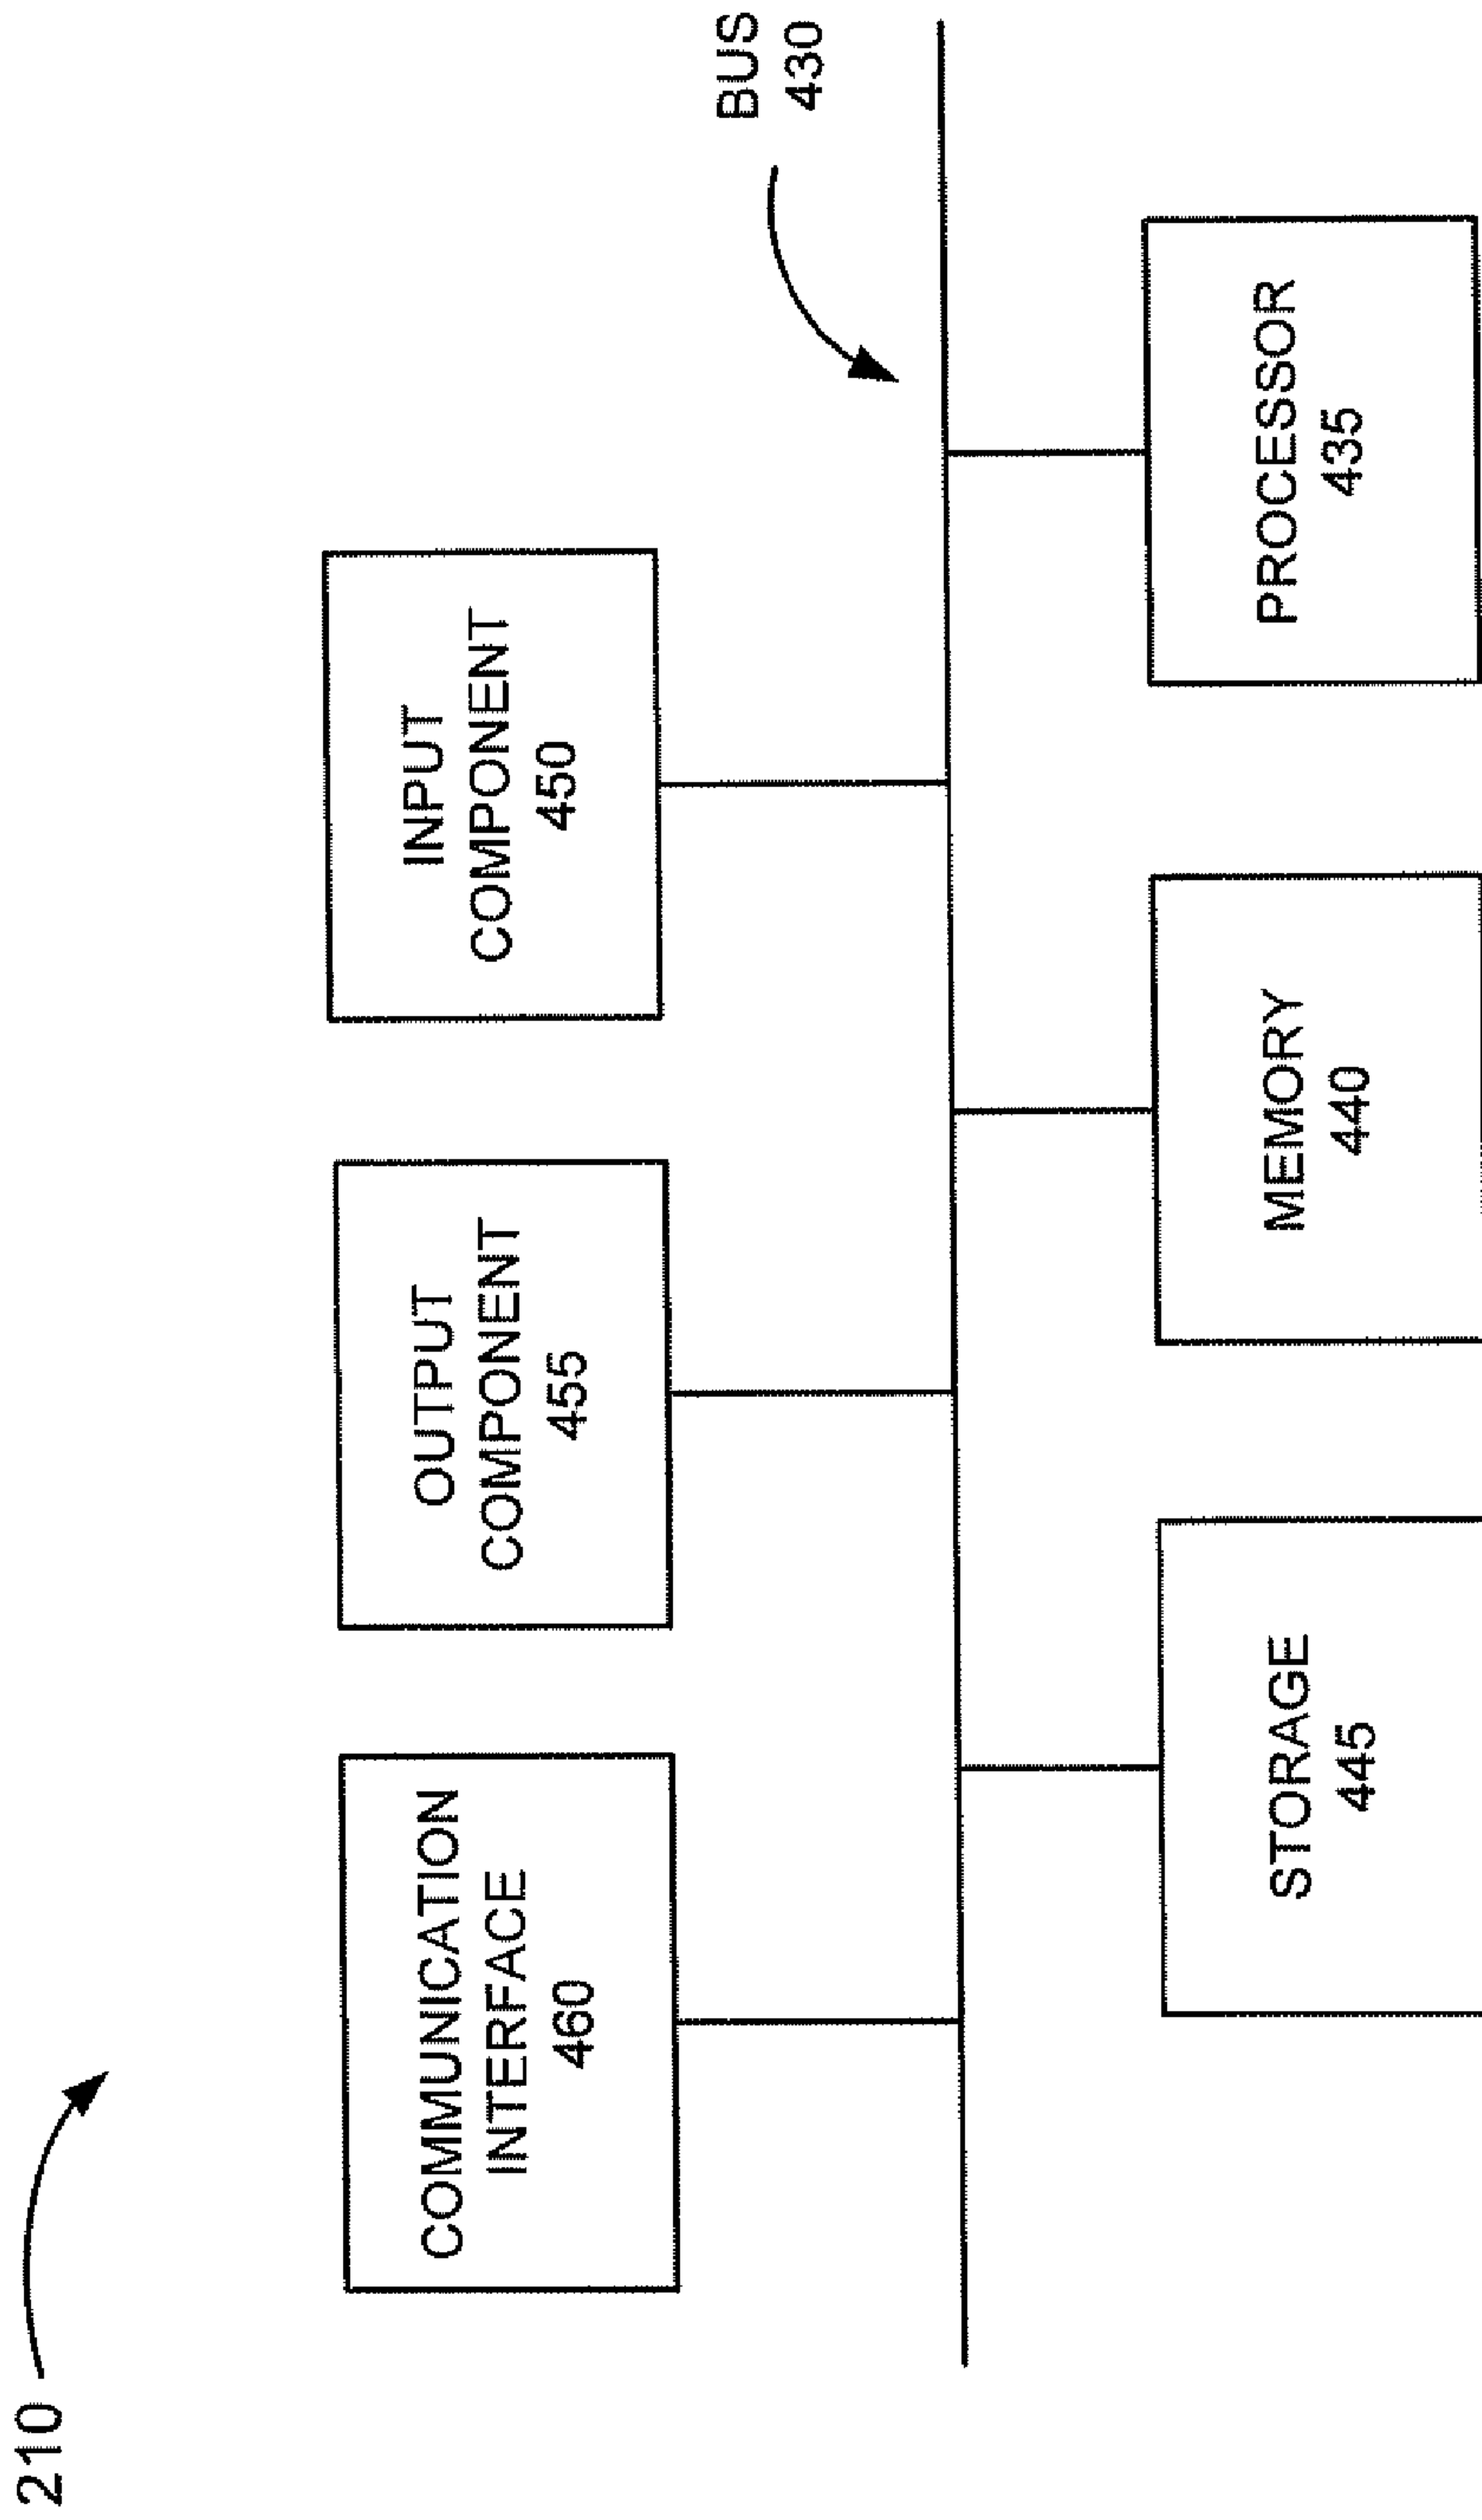 210
COMMUNICATION
INTERFACE
460
OUTPUT
COMPONENT
455
INPUT
COMPONENT
450
BUS
430
STORAGE
445
MEMORY
440
PROCESSOR
435